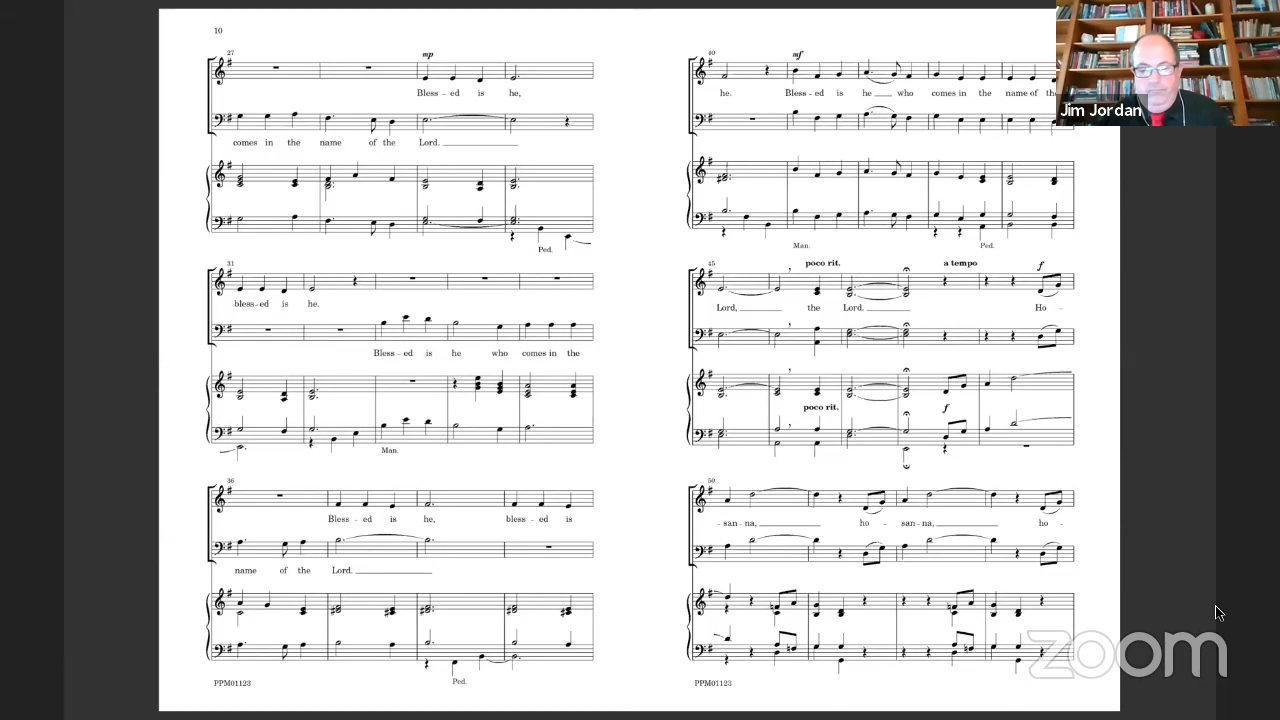 10
27
mp
Bless - ed is he,
comes in the name of the Lord.
Ped.
31
bless - ed is he.
Bless - ed is he who comes in the
Man.
36
Bless - ed is he, bless - ed is
name of the Lord.
Ped.
PPM01123
40
mf
he. Bless - ed is he who comes in the name of the
Man. Ped.
45
poco rit. a tempo
f
Lord, the Lord. Ho -
poco rit.
f
50
- san - na, ho - san - na, ho -
PPM01123
Jim Jordan
zoom